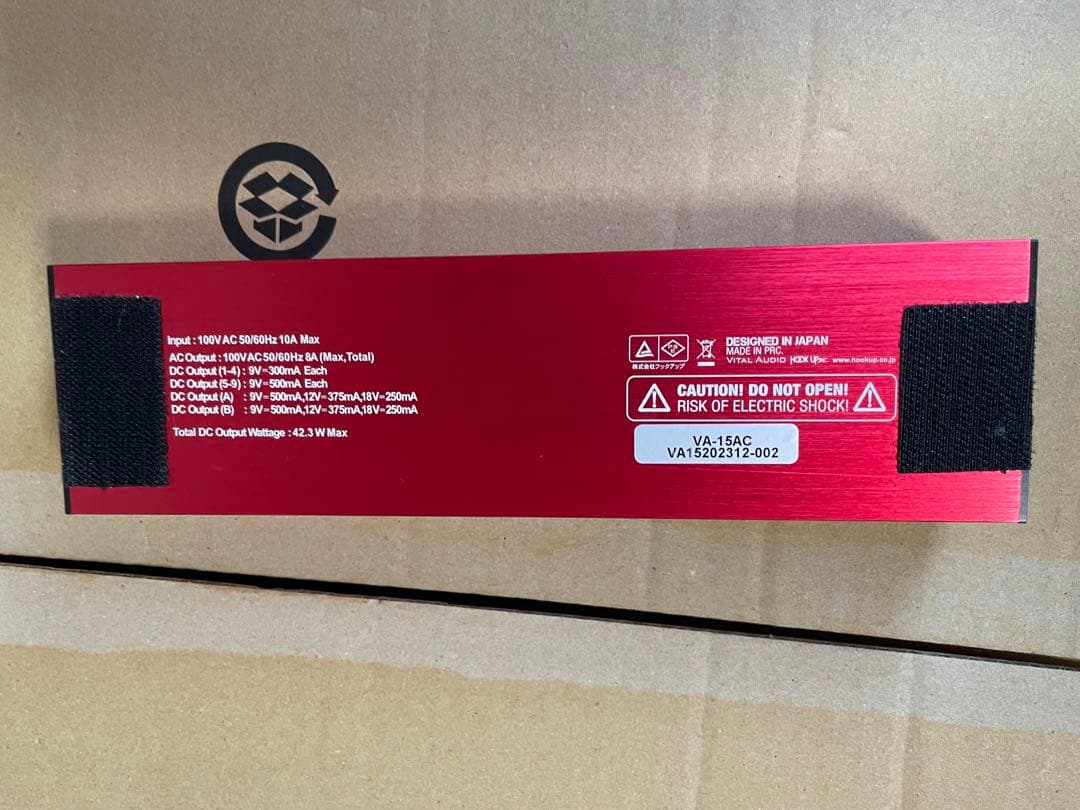 Input : 100V AC 50/60Hz 10A Max
AC Output : 100V AC 50/60Hz 8A (Max,Total)
DC Output (1-4) : 9V⎓300mA Each
DC Output (5-9) : 9V⎓500mA Each
DC Output (A) : 9V⎓500mA,12V⎓375mA,18V⎓250mA
DC Output (B) : 9V⎓500mA,12V⎓375mA,18V⎓250mA
Total DC Output Wattage : 42.3 W Max
株式会社フックアップ
DESIGNED IN JAPAN
MADE IN PRC.
VITAL AUDIO HOOK UP,INC. www.hookup.co.jp
CAUTION! DO NOT OPEN!
RISK OF ELECTRIC SHOCK!
VA-15AC
VA15202312-002